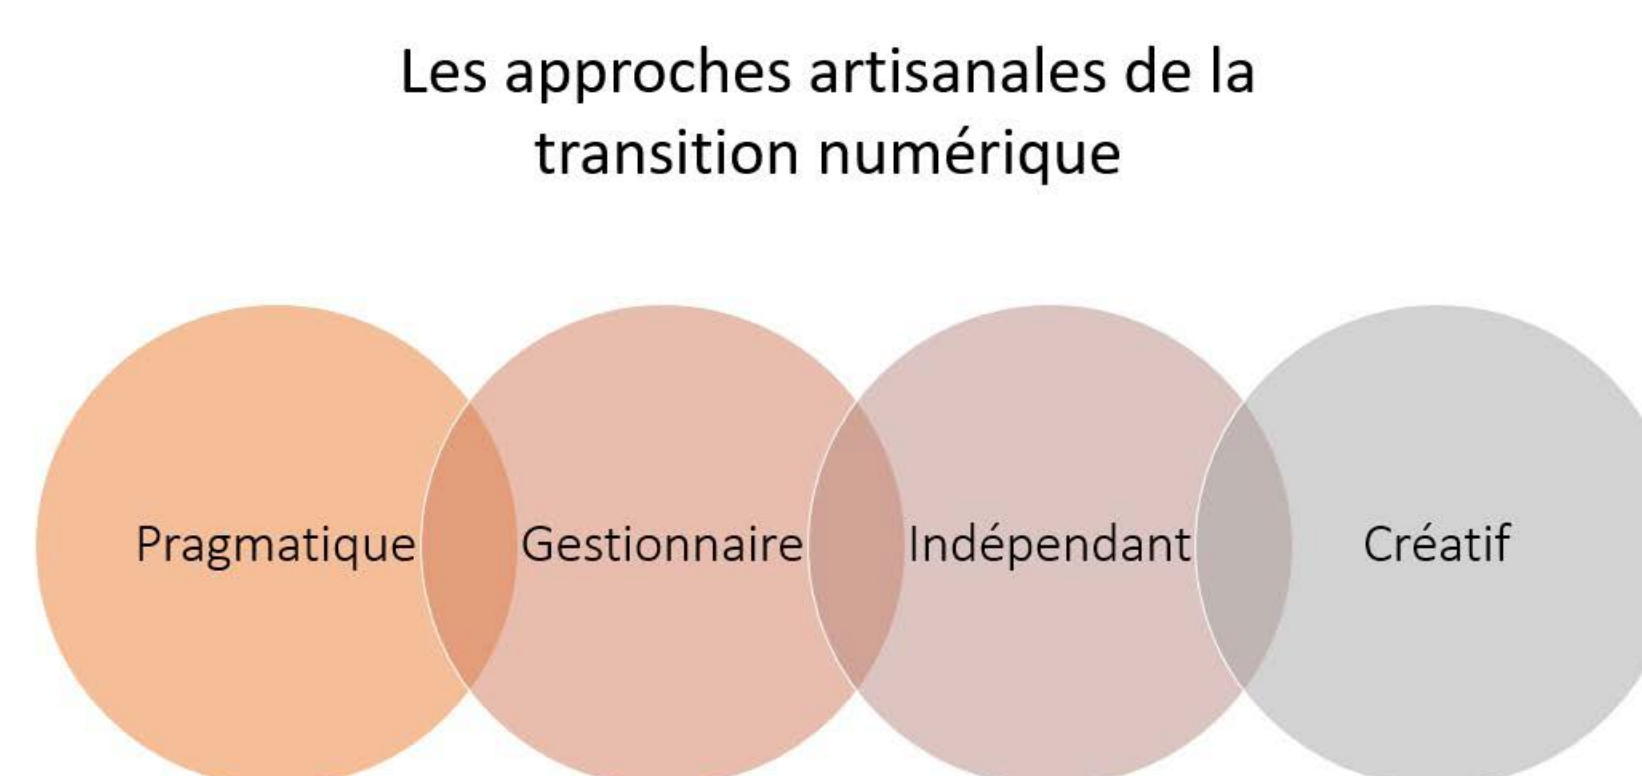 Les approches artisanales de la
transition numérique
Pragmatique
Gestionnaire
Indépendant
Créatif